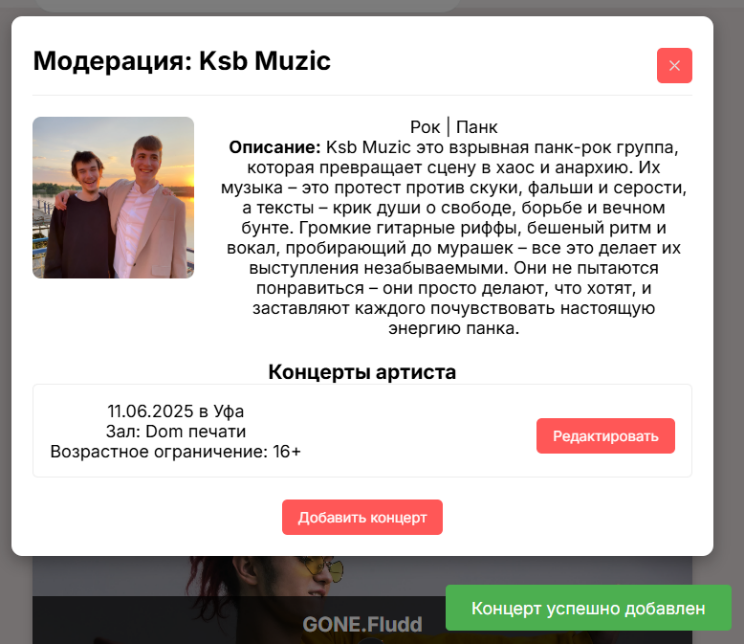 Модерация: Ksb Muzic
Рок | Панк
Описание: Ksb Muzic это взрывная панк-рок группа,
которая превращает сцену в хаос и анархию. Их
музыка – это протест против скуки, фальши и серости,
а тексты – крик души о свободе, борьбе и вечном
бунте. Громкие гитарные риффы, бешеный ритм и
вокал, пробирающий до мурашек – все это делает их
выступления незабываемыми. Они не пытаются
понравиться – они просто делают, что хотят, и
заставляют каждого почувствовать настоящую
энергию панка.
Концерты артиста
11.06.2025 в Уфа
Зал: Dom печати
Возрастное ограничение: 16+
Редактировать
Добавить концерт
GONE.Fludd
Концерт успешно добавлен